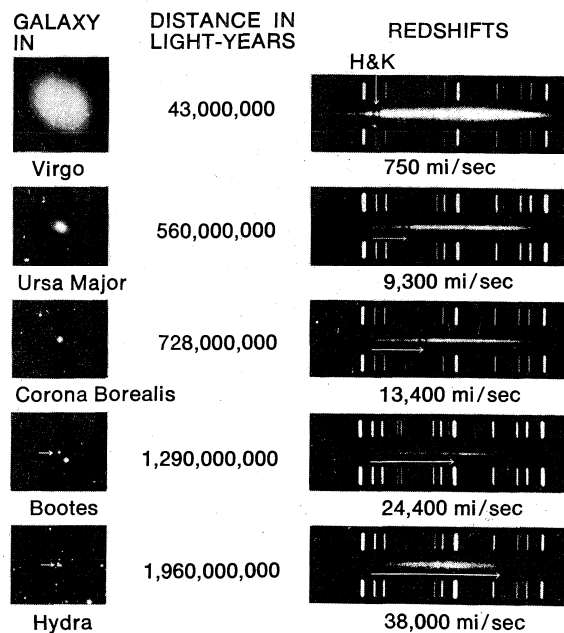 GALAXY IN
DISTANCE IN LIGHT-YEARS
REDSHIFTS
H&K
Virgo
43,000,000
750 mi/sec
Ursa Major
560,000,000
9,300 mi/sec
Corona Borealis
728,000,000
13,400 mi/sec
Bootes
1,290,000,000
24,400 mi/sec
Hydra
1,960,000,000
38,000 mi/sec